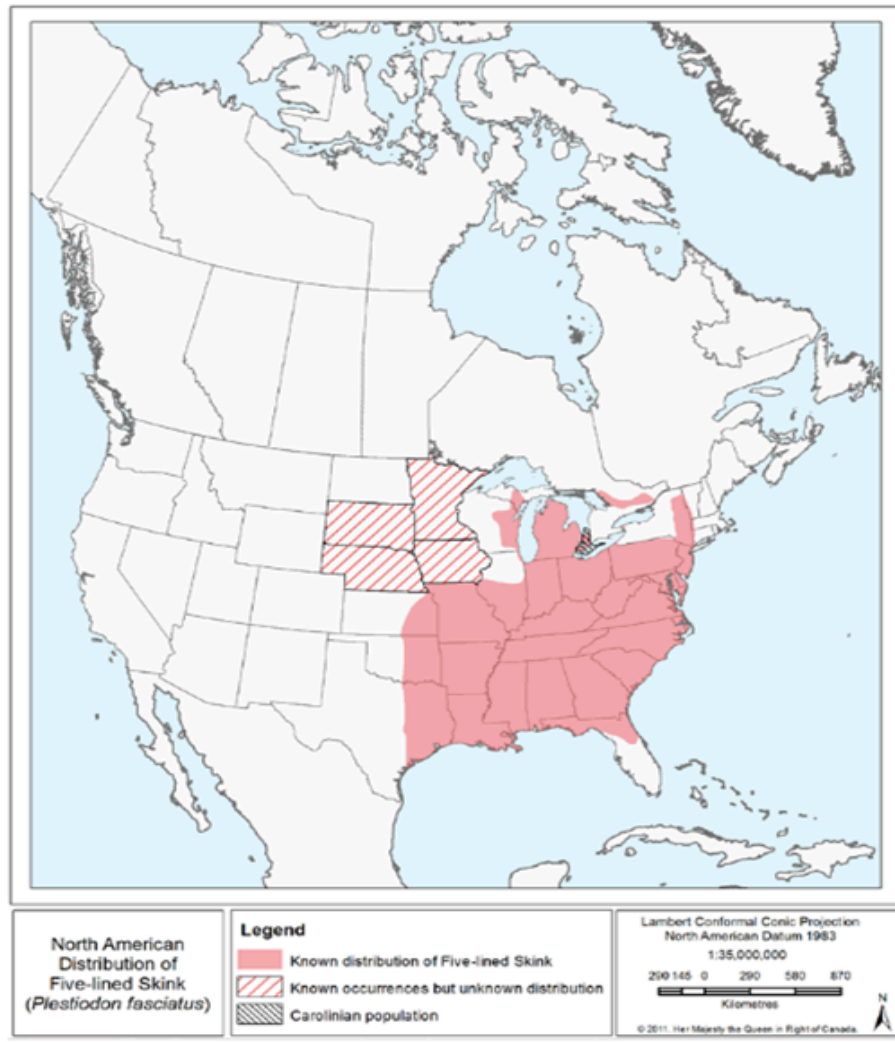 North American
Distribution of
Five-lined Skink
(Plestiodon fasciatus)
Legend
Known distribution of Five-lined Skink
Known occurrences but unknown distribution
Carolinian population
Lambert Conformal Conic Projection
North American Datum 1983
1:35,000,000
290 145 0 290 580 870
Kilometres
N
© 2011. Her Majesty the Queen in Right of Canada.